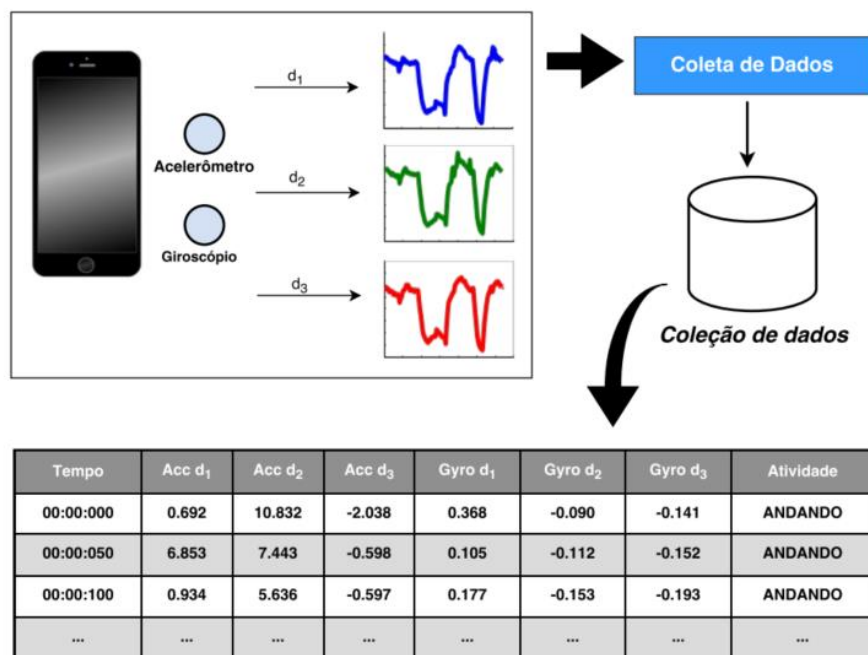 d₁
Coleta de Dados
Acelerômetro
d₂
Giroscópio
d₃
Coleção de dados
Tempo Acc d₁ Acc d₂ Acc d₃ Gyro d₁ Gyro d₂ Gyro d₃ Atividade
00:00:000 0.692 10.832 -2.038 0.368 -0.090 -0.141 ANDANDO
00:00:050 6.853 7.443 -0.598 0.105 -0.112 -0.152 ANDANDO
00:00:100 0.934 5.636 -0.597 0.177 -0.153 -0.193 ANDANDO
... ... ... ... ... ... ... ...